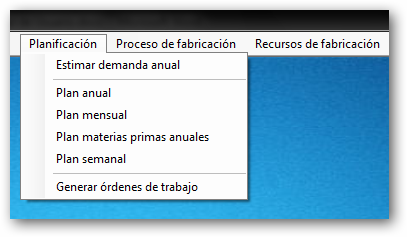 Planificación Proceso de fabricación Recursos de fabricación
Estimar demanda anual
Plan anual
Plan mensual
Plan materias primas anuales
Plan semanal
Generar órdenes de trabajo